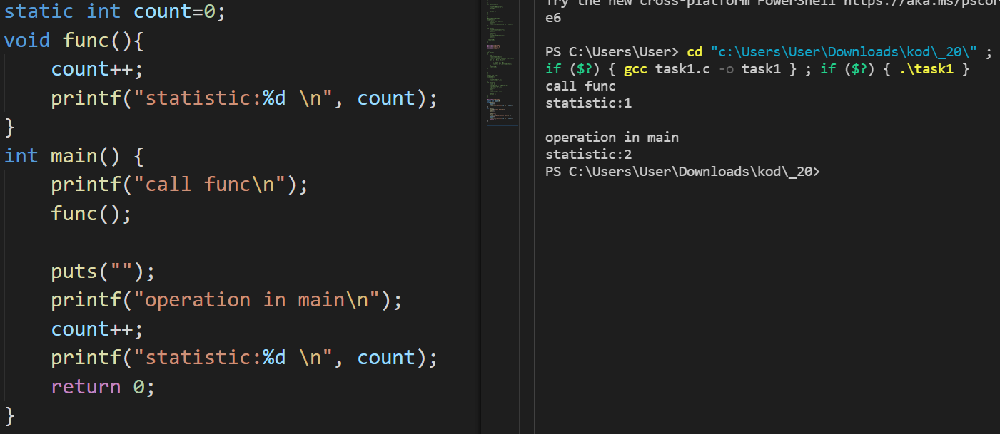 static int count=0;
void func(){
    count++;
    printf("statistic:%d \n", count);
}
int main() {
    printf("call func\n");
    func();

    puts("");
    printf("operation in main\n");
    count++;
    printf("statistic:%d \n", count);
    return 0;
}
Try the new cross-platform PowerShell https://aka.ms/pscor
e6

PS C:\Users\User> cd "c:\Users\User\Downloads\kod\_20\" ;
if ($?) { gcc task1.c -o task1 } ; if ($?) { .\task1 }
call func
statistic:1

operation in main
statistic:2
PS C:\Users\User\Downloads\kod\_20>